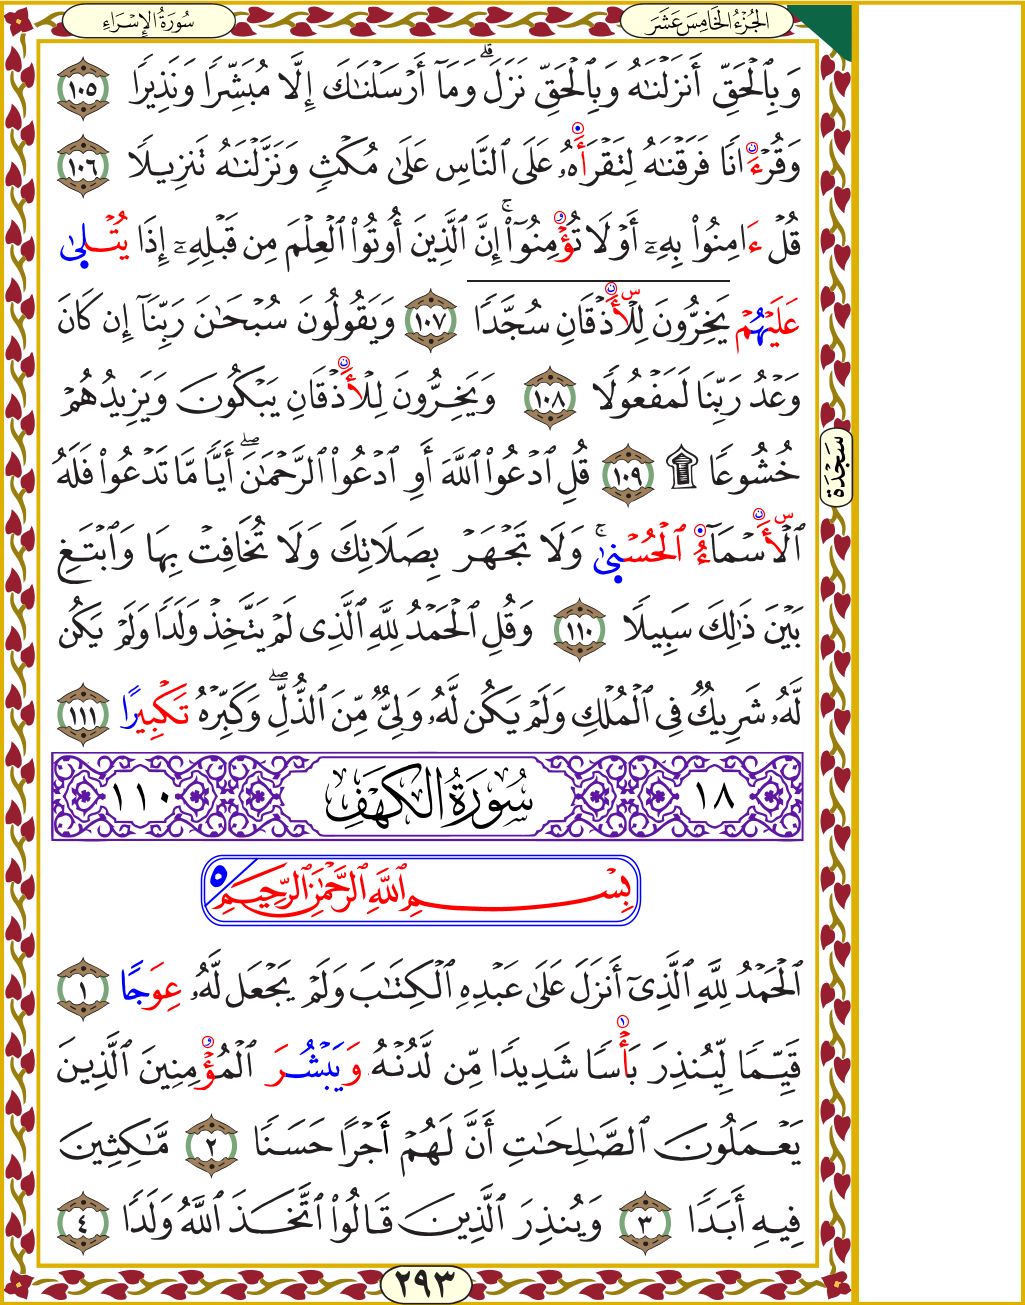 الجُزْءُ الخَامِسَ عَشَرَ
سُورَةُ الإِسْرَاءِ
وَبِٱلْحَقِّ أَنزَلْنَٰهُ وَبِٱلْحَقِّ نَزَلَ ۗ وَمَآ أَرْسَلْنَٰكَ إِلَّا مُبَشِّرًا وَنَذِيرًا ١٠٥
وَقُرْءَانًا فَرَقْنَٰهُ لِتَقْرَأَهُۥ عَلَى ٱلنَّاسِ عَلَىٰ مُكْثٍ وَنَزَّلْنَٰهُ تَنزِيلًا ١٠٦
قُلْ ءَامِنُوا۟ بِهِۦٓ أَوْ لَا تُؤْمِنُوٓا۟ ۚ إِنَّ ٱلَّذِينَ أُوتُوا۟ ٱلْعِلْمَ مِن قَبْلِهِۦٓ إِذَا يُتْلَىٰ
عَلَيْهُمْ يَخِرُّونَ لِلْأَذْقَانِ سُجَّدًا ١٠٧ وَيَقُولُونَ سُبْحَٰنَ رَبِّنَآ إِن كَانَ
وَعْدُ رَبِّنَا لَمَفْعُولًا ١٠٨ وَيَخِرُّونَ لِلْأَذْقَانِ يَبْكُونَ وَيَزِيدُهُمْ
خُشُوعًا ۩ ١٠٩ قُلِ ٱدْعُوا۟ ٱللَّهَ أَوِ ٱدْعُوا۟ ٱلرَّحْمَٰنَ ۖ أَيًّا مَّا تَدْعُوا۟ فَلَهُ
سَجْدَة
ٱلْأَسْمَآءُ ٱلْحُسْنَىٰ ۚ وَلَا تَجْهَرْ بِصَلَاتِكَ وَلَا تُخَافِتْ بِهَا وَٱبْتَغِ
بَيْنَ ذَٰلِكَ سَبِيلًا ١١٠ وَقُلِ ٱلْحَمْدُ لِلَّهِ ٱلَّذِى لَمْ يَتَّخِذْ وَلَدًا وَلَمْ يَكُن
لَّهُۥ شَرِيكٌ فِى ٱلْمُلْكِ وَلَمْ يَكُن لَّهُۥ وَلِىٌّ مِّنَ ٱلذُّلِّ ۖ وَكَبِّرْهُ تَكْبِيرًا ١١١
١٨ سُورَةُ الكَهْفِ ١١٠
بِسْمِ ٱللَّهِ ٱلرَّحْمَٰنِ ٱلرَّحِيمِ ٥
ٱلْحَمْدُ لِلَّهِ ٱلَّذِىٓ أَنزَلَ عَلَىٰ عَبْدِهِ ٱلْكِتَٰبَ وَلَمْ يَجْعَل لَّهُۥ عِوَجًا ١
قَيِّمًا لِّيُنذِرَ بَأْسًا شَدِيدًا مِّن لَّدُنْهُ وَيَبْشُرَ ٱلْمُؤْمِنِينَ ٱلَّذِينَ
يَعْمَلُونَ ٱلصَّٰلِحَٰتِ أَنَّ لَهُمْ أَجْرًا حَسَنًا ٢ مَّٰكِثِينَ
فِيهِ أَبَدًا ٣ وَيُنذِرَ ٱلَّذِينَ قَالُوا۟ ٱتَّخَذَ ٱللَّهُ وَلَدًا ٤
٢٩٣